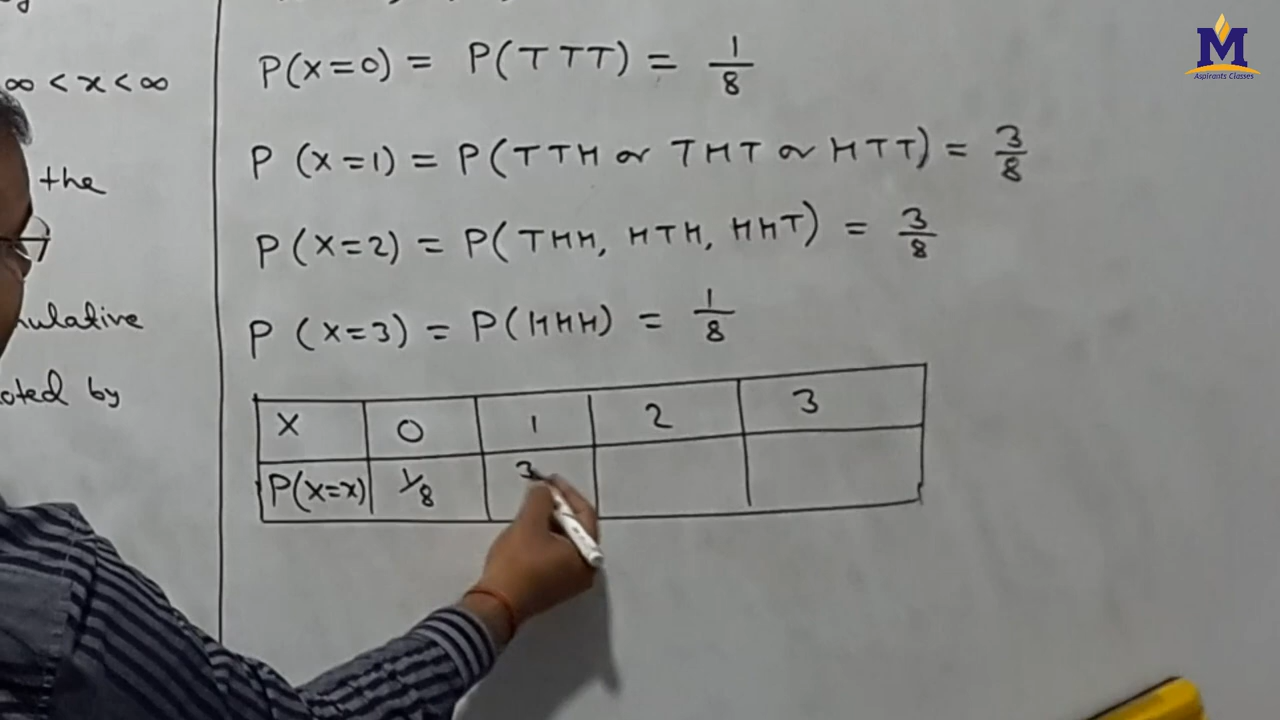 ∞ < x < ∞
the
oted by
P(X=0) = P(TTT) = 1/8
P(X=1) = P(TTH or THT or HTT) = 3/8
P(X=2) = P(THH, HTH, HHT) = 3/8
P(X=3) = P(HHH) = 1/8
X 0 1 2 3
P(X=x) 1/8 3
M
Aspirants Classes